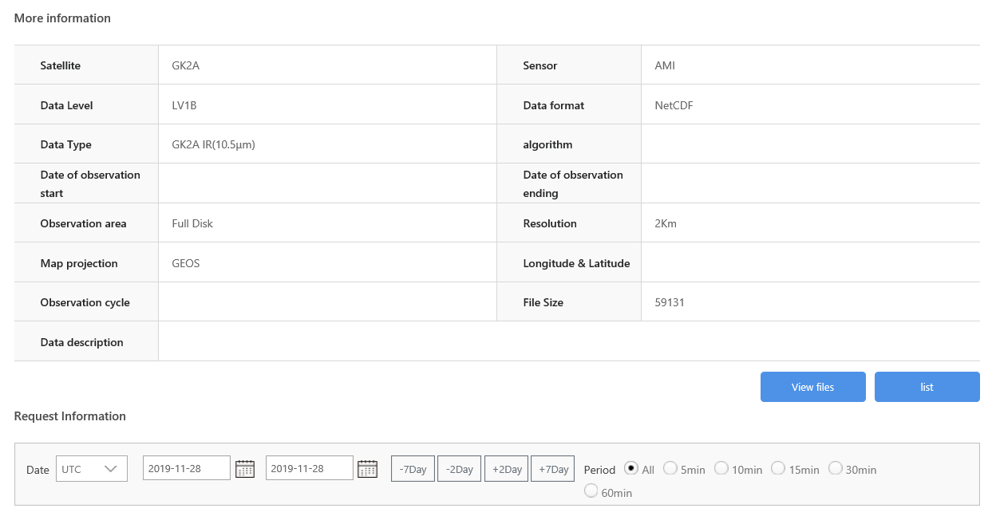 More information
Satellite GK2A Sensor AMI
Data Level LV1B Data format NetCDF
Data Type GK2A IR(10.5μm) algorithm
Date of observation start Date of observation ending
Observation area Full Disk Resolution 2Km
Map projection GEOS Longitude & Latitude
Observation cycle File Size 59131
Data description
View files list
Request Information
Date UTC 2019-11-28 2019-11-28 -7Day -2Day +2Day +7Day Period All 5min 10min 15min 30min
60min